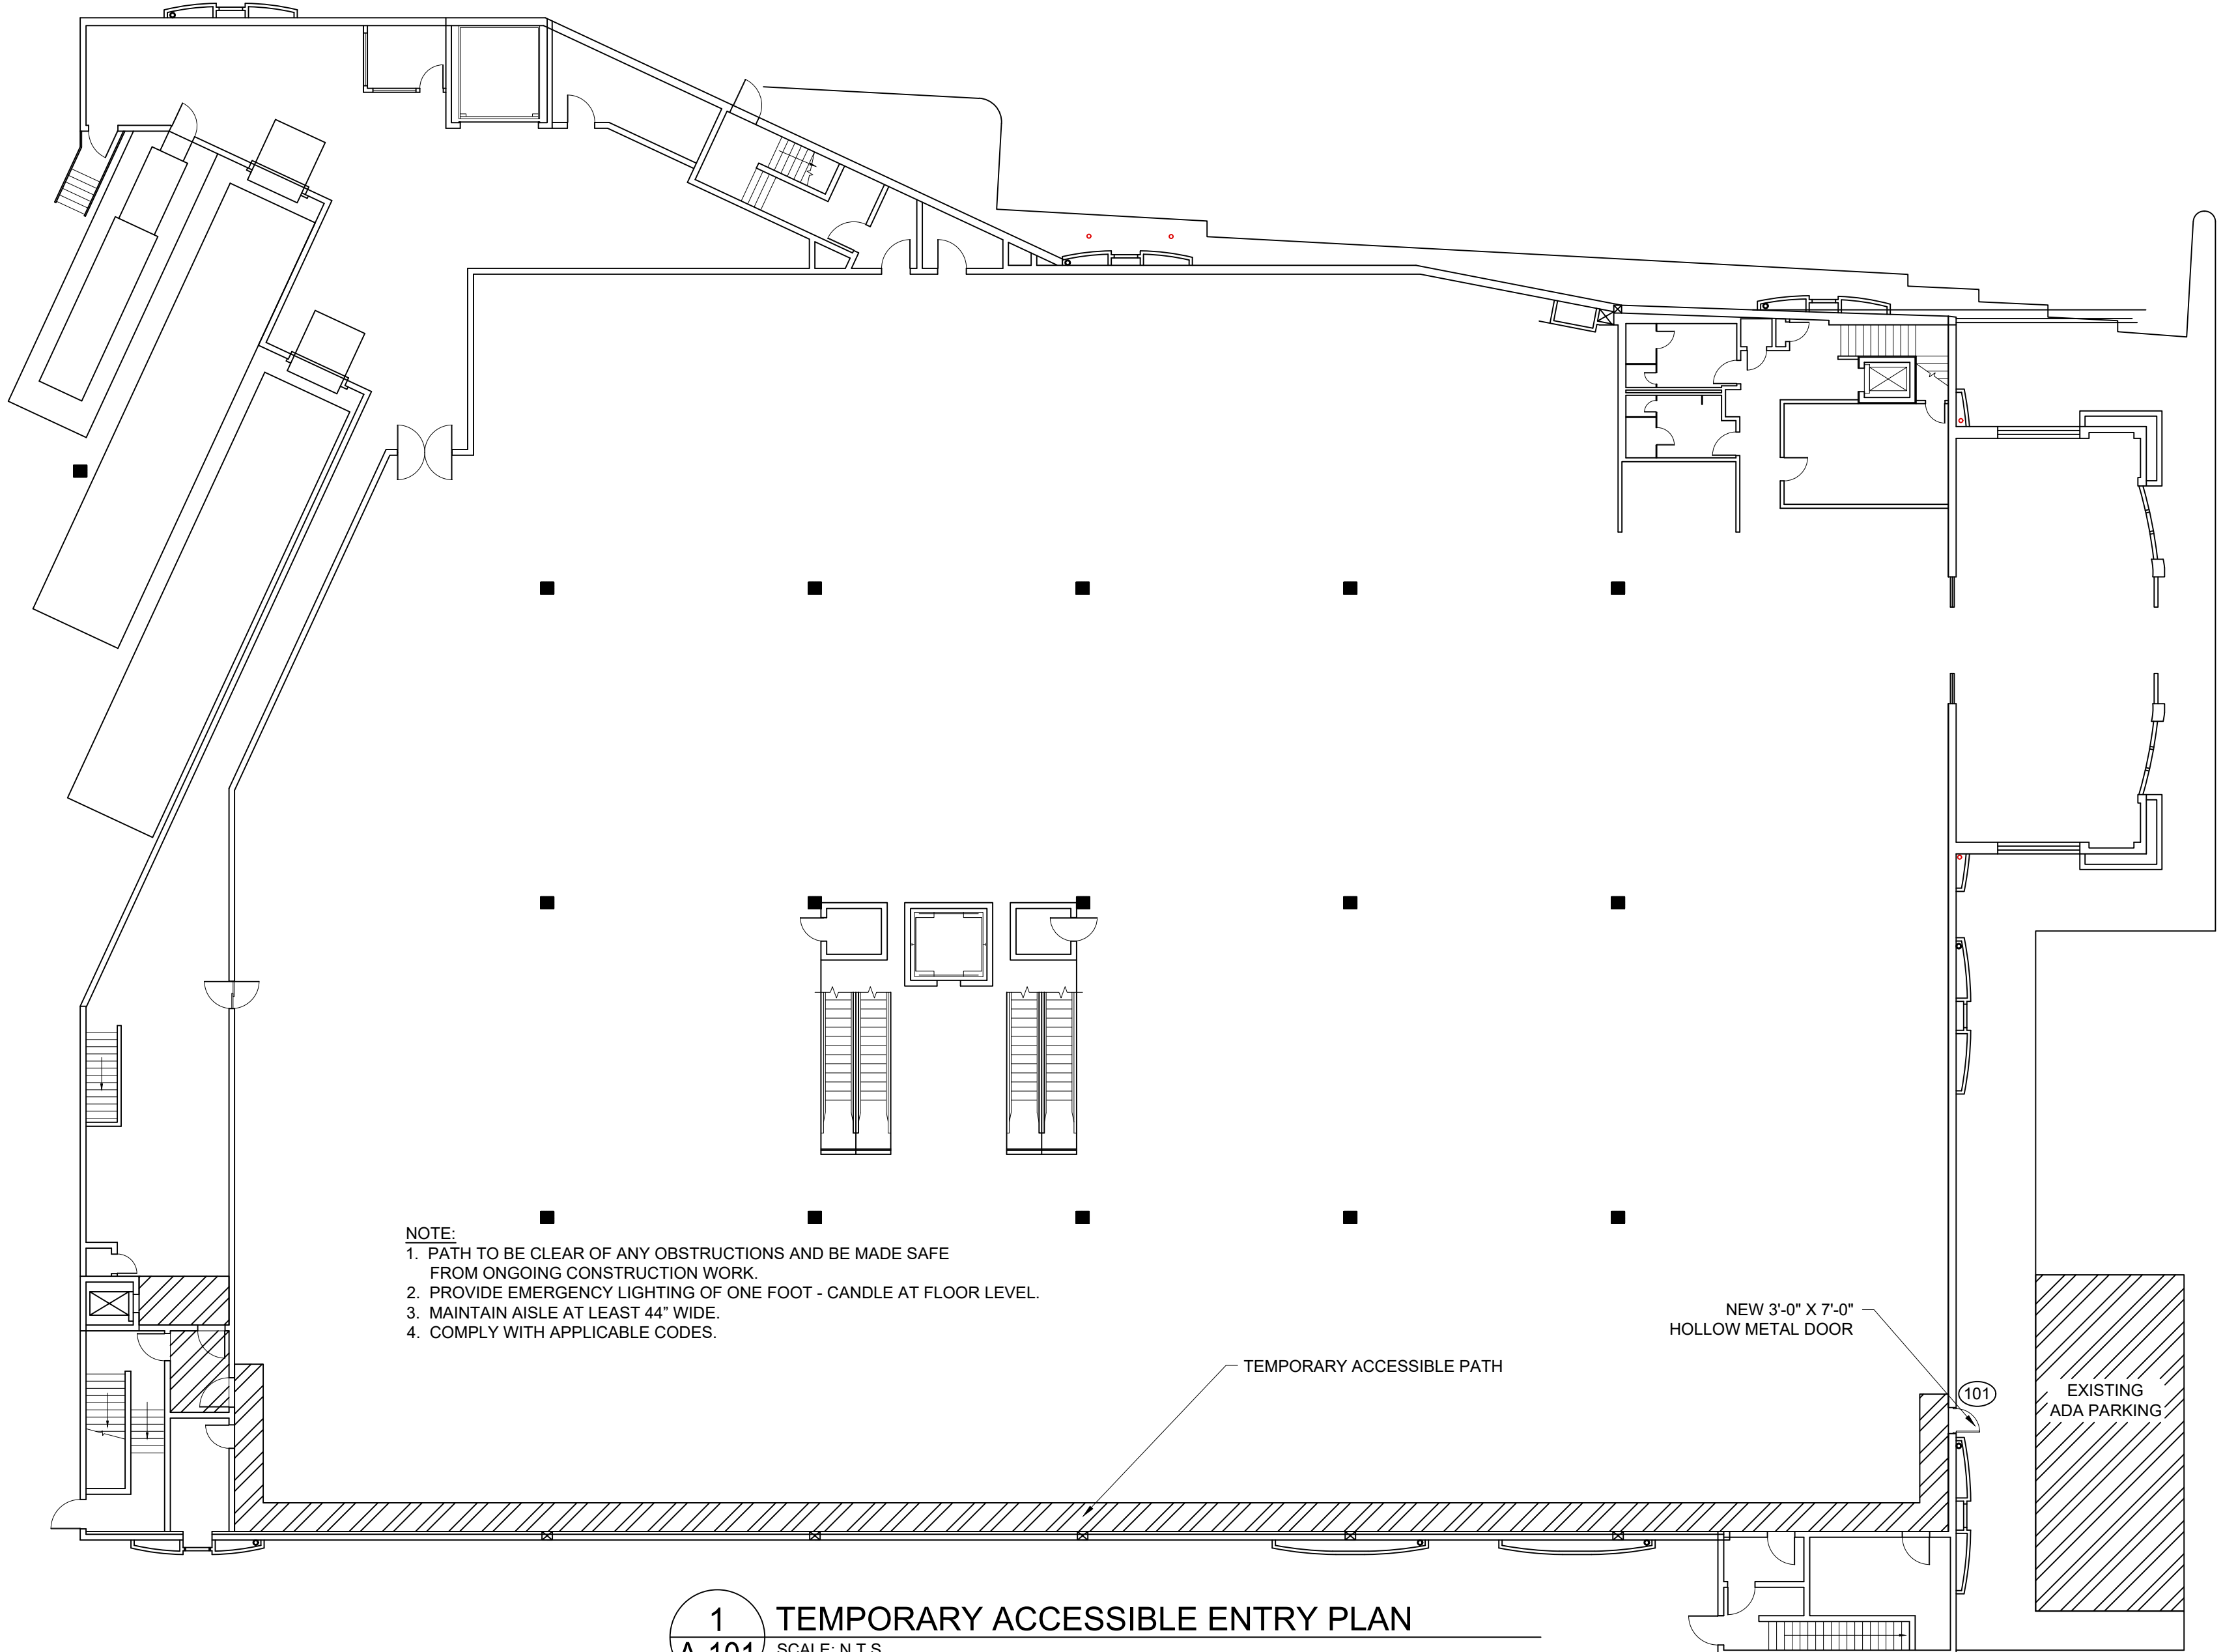 NOTE:
1. PATH TO BE CLEAR OF ANY OBSTRUCTIONS AND BE MADE SAFE
FROM ONGOING CONSTRUCTION WORK.
2. PROVIDE EMERGENCY LIGHTING OF ONE FOOT - CANDLE AT FLOOR LEVEL.
3. MAINTAIN AISLE AT LEAST 44” WIDE.
4. COMPLY WITH APPLICABLE CODES.
NEW 3'-0" X 7'-0"
HOLLOW METAL DOOR
TEMPORARY ACCESSIBLE PATH
101
EXISTING
ADA PARKING
1
TEMPORARY ACCESSIBLE ENTRY PLAN
A-101
SCALE: N.T.S.